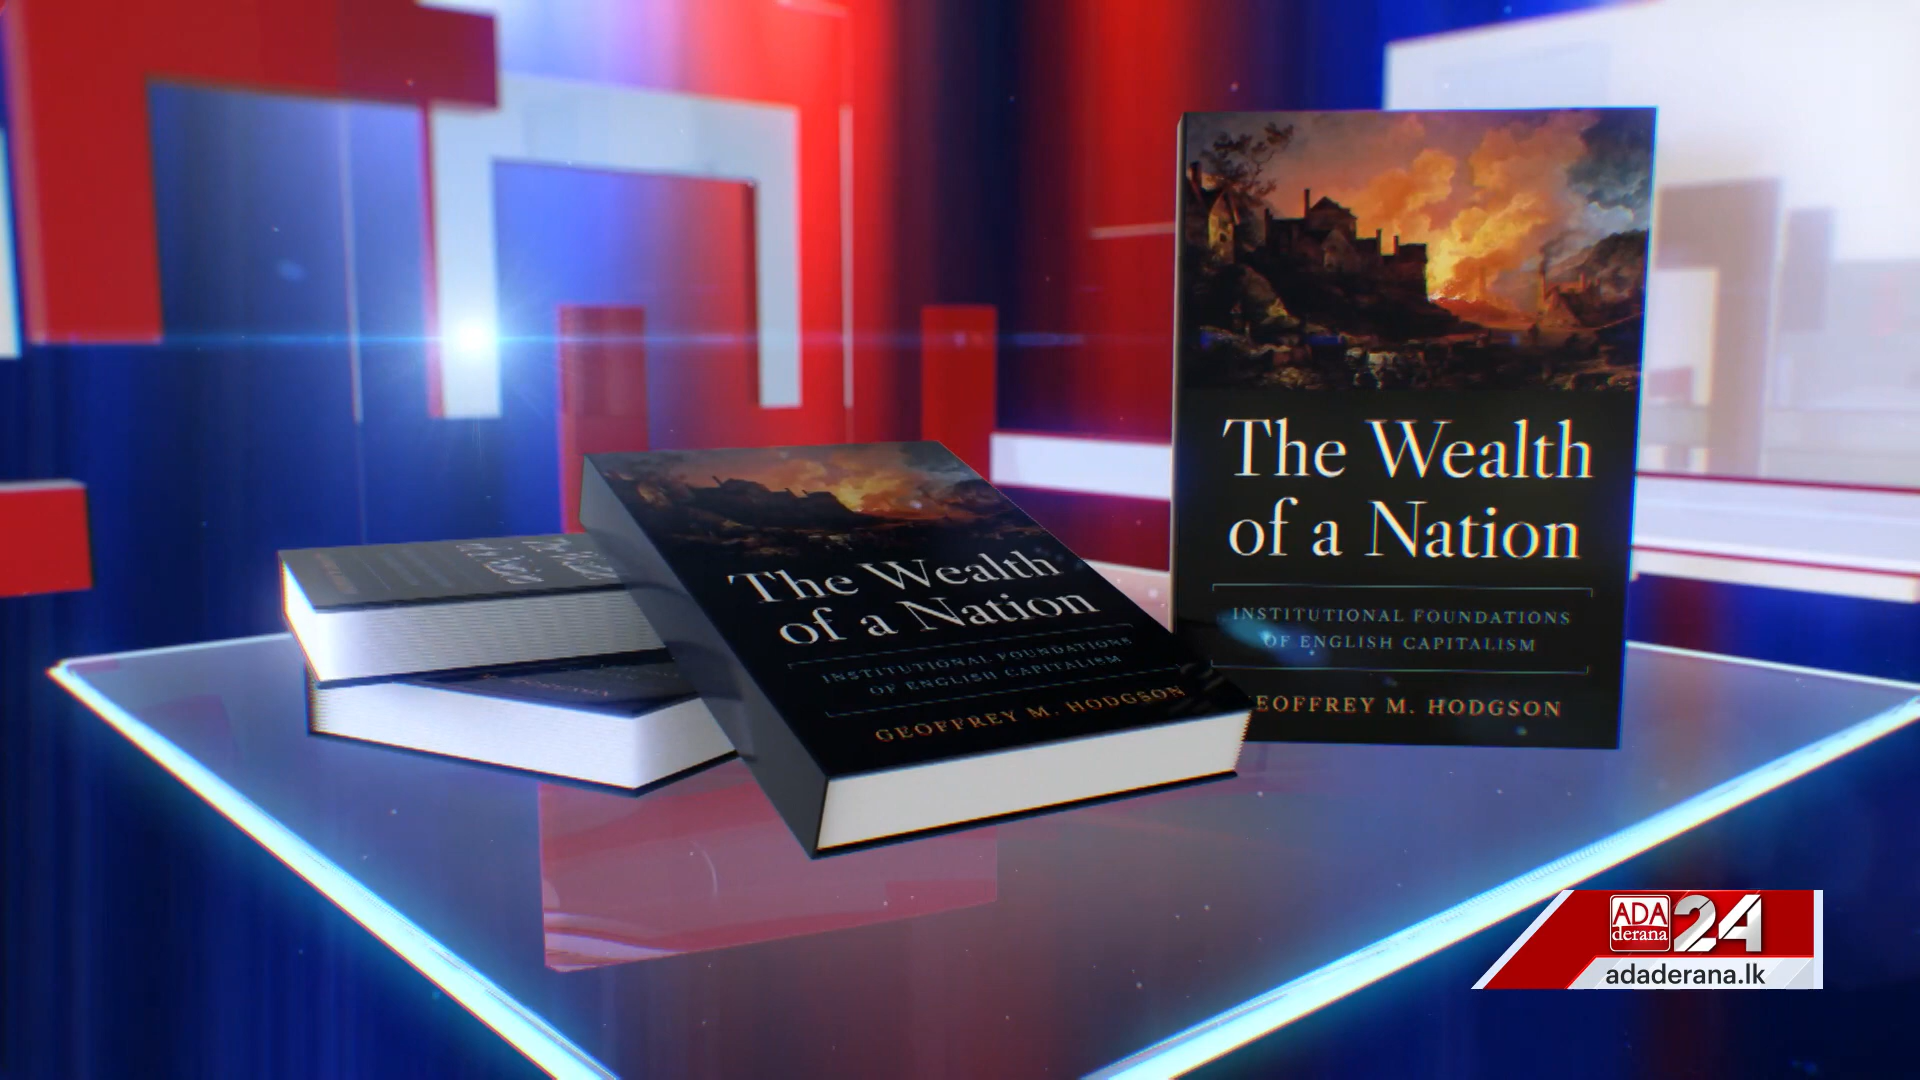 The Wealth
of a Nation
INSTITUTIONAL FOUNDATIONS
OF ENGLISH CAPITALISM
GEOFFREY M. HODGSON
The Wealth
of a Nation
INSTITUTIONAL FOUNDATIONS
OF ENGLISH CAPITALISM
GEOFFREY M. HODGSON
ADA
derana
24
adaderana.lk